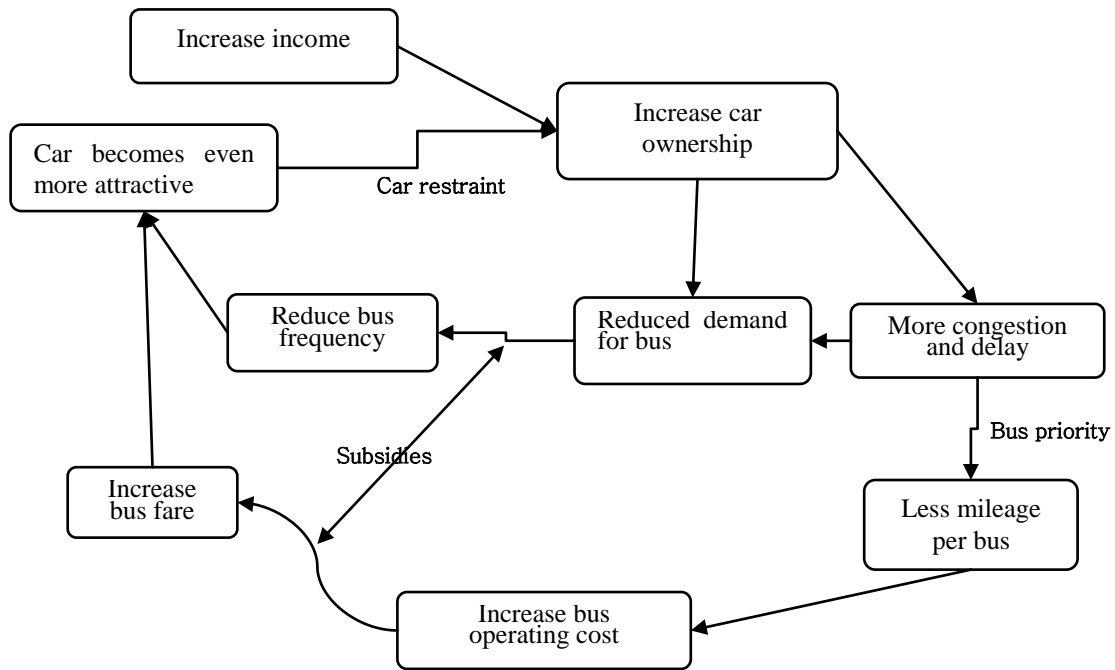 Increase income
Increase car
ownership
Car becomes even
more attractive
Car restraint
Reduce bus
frequency
Reduced demand
for bus
More congestion
and delay
Bus priority
Subsidies
Increase
bus fare
Less mileage
per bus
Increase bus
operating cost